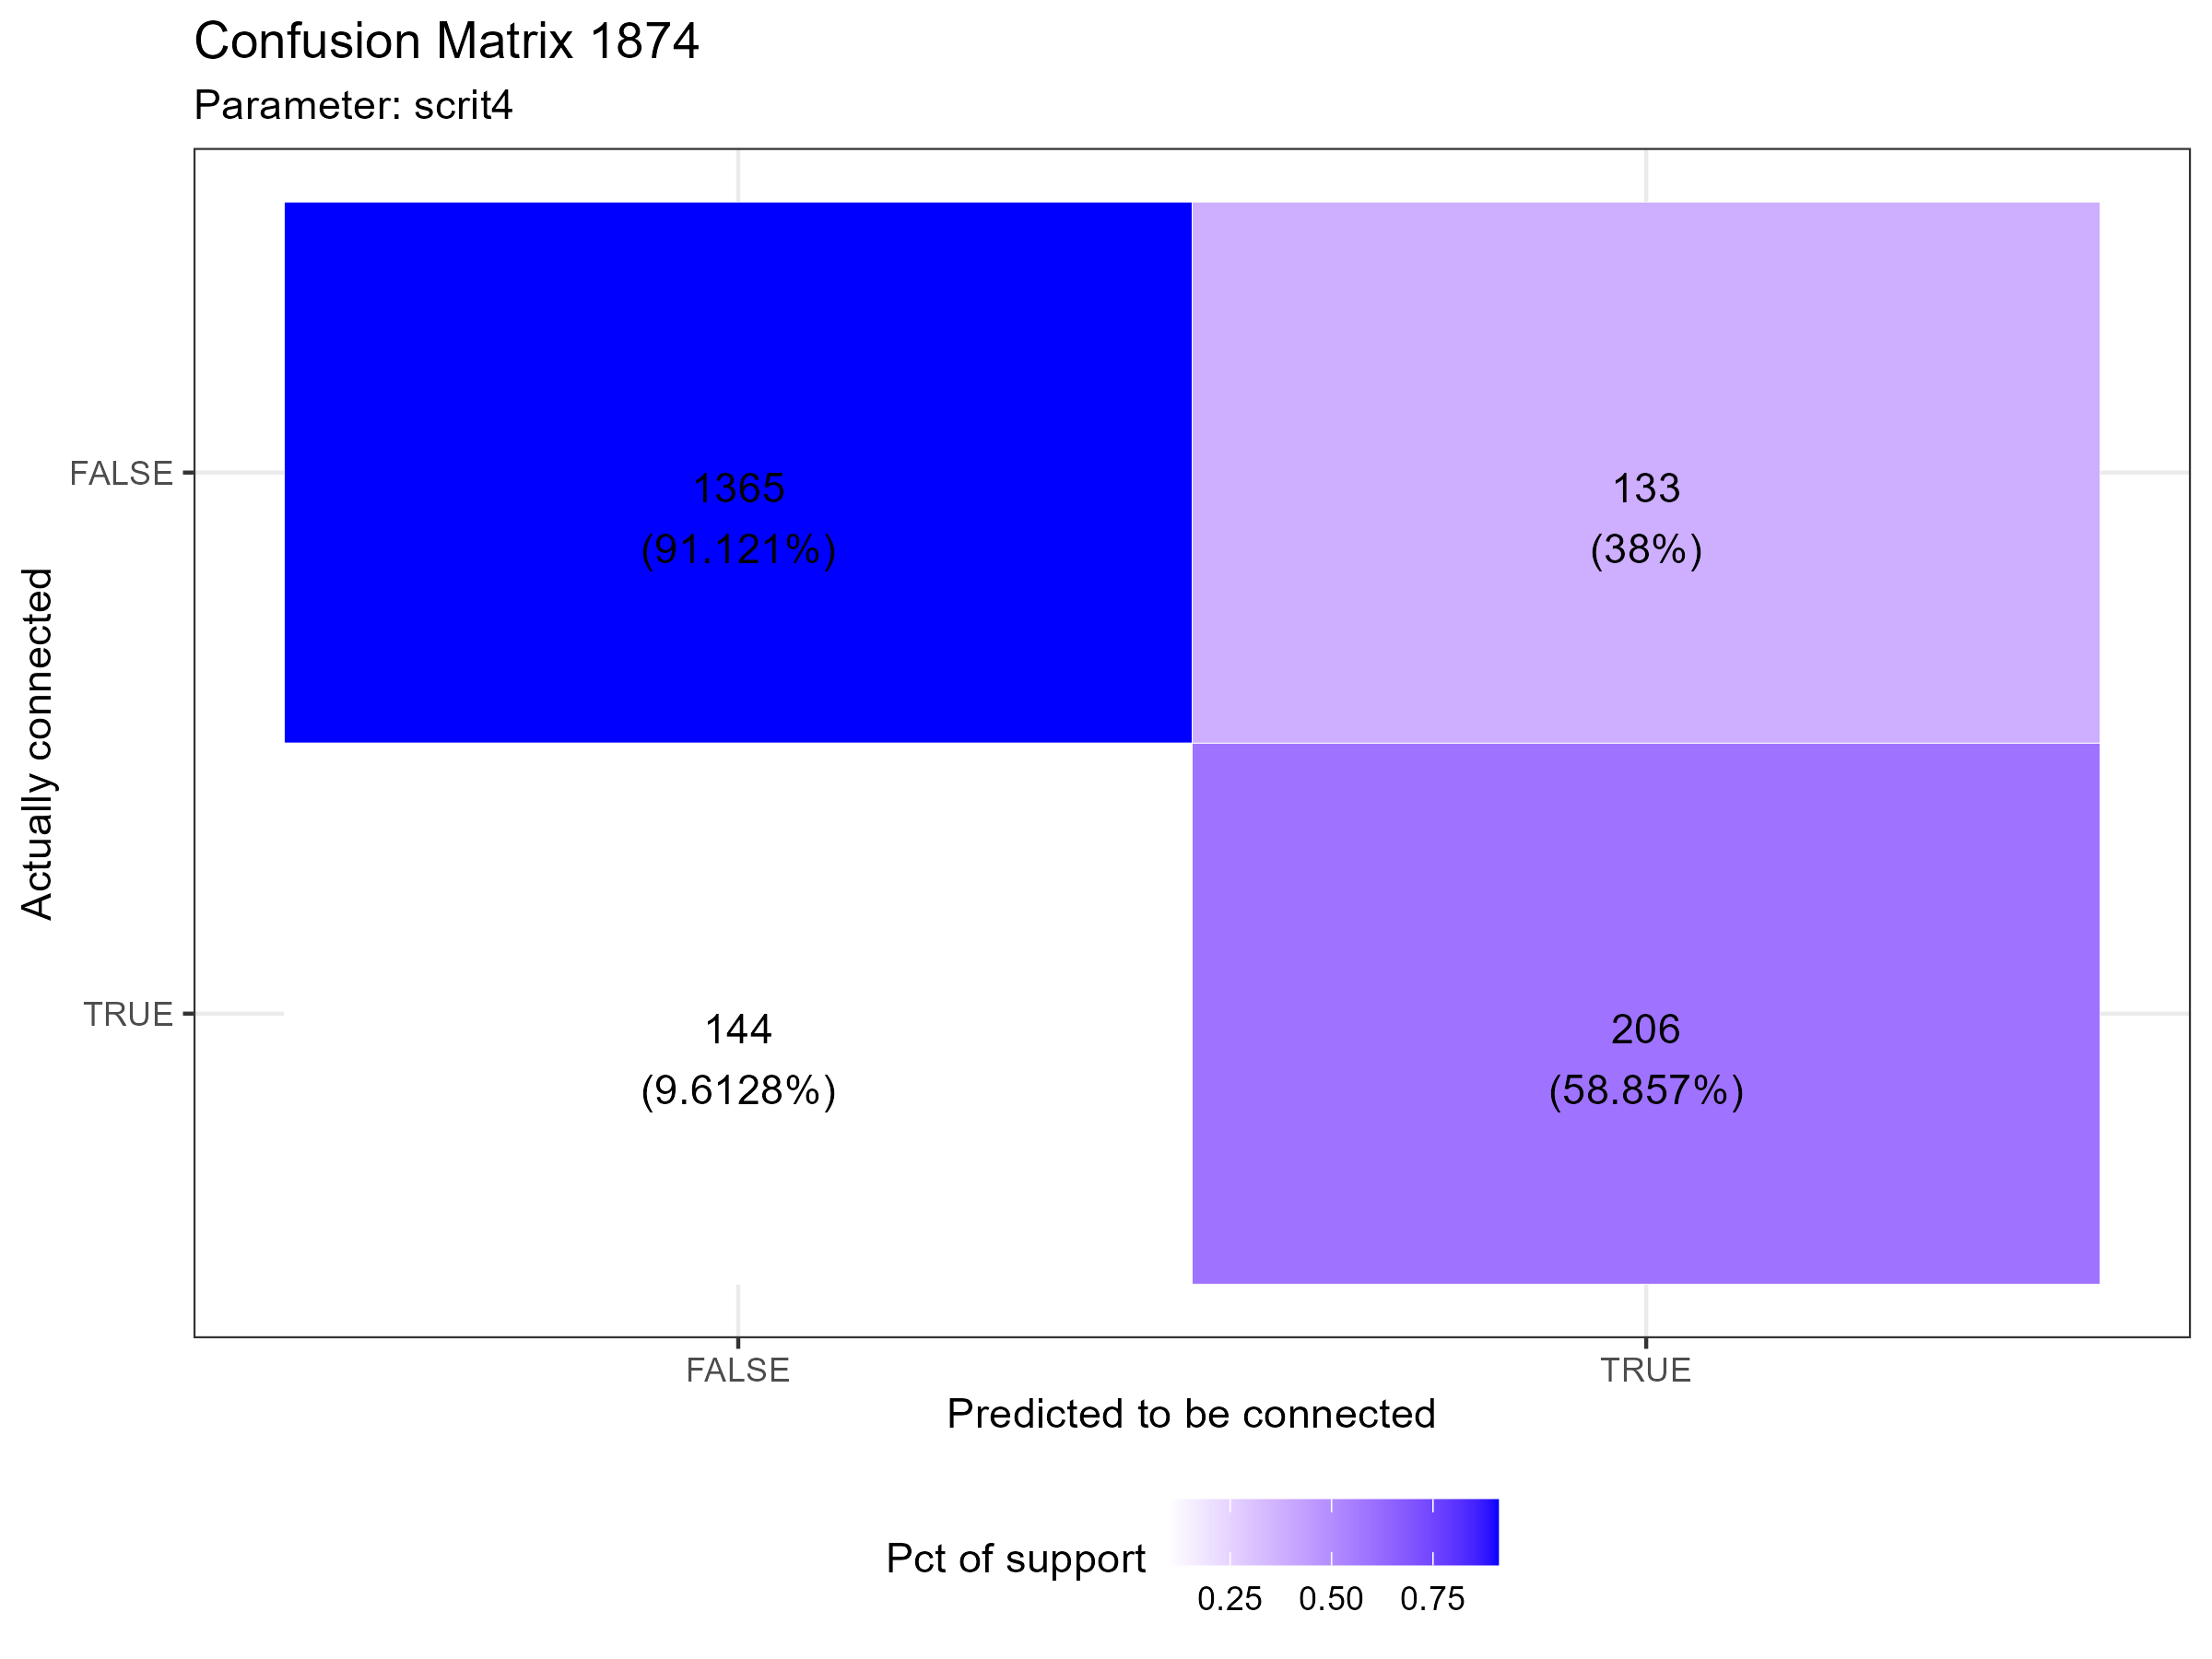 Confusion Matrix 1874
Parameter: scrit4
Actually connected
FALSE
TRUE
1365
(91.121%)
133
(38%)
144
(9.6128%)
206
(58.857%)
FALSE
TRUE
Predicted to be connected
Pct of support
0.25
0.50
0.75